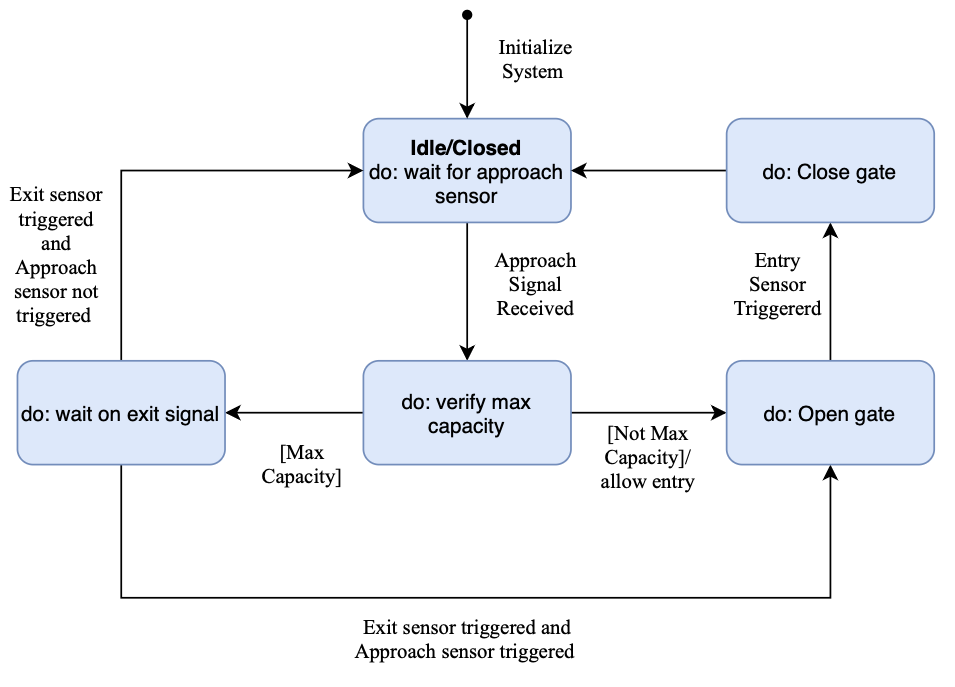 Initialize
System
Idle/Closed
do: wait for approach
sensor
do: Close gate
Exit sensor
triggered
and
Approach
sensor not
triggered
Approach
Signal
Received
Entry
Sensor
Triggererd
do: wait on exit signal
do: verify max
capacity
do: Open gate
[Max
Capacity]
[Not Max
Capacity]/
allow entry
Exit sensor triggered and
Approach sensor triggered